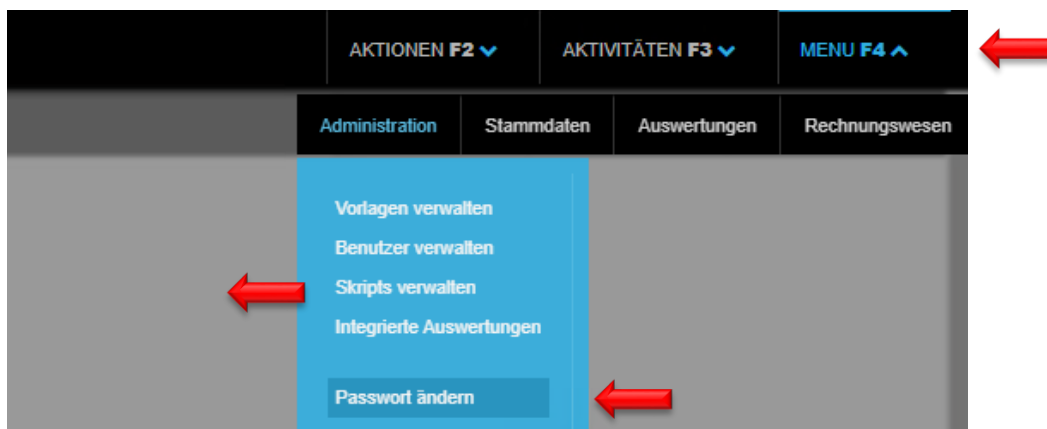 AKTIONEN F2 AKTIVITÄTEN F3 MENU F4
Administration Stammdaten Auswertungen Rechnungswesen
Vorlagen verwalten
Benutzer verwalten
Skripts verwalten
Integrierte Auswertungen
Passwort ändern